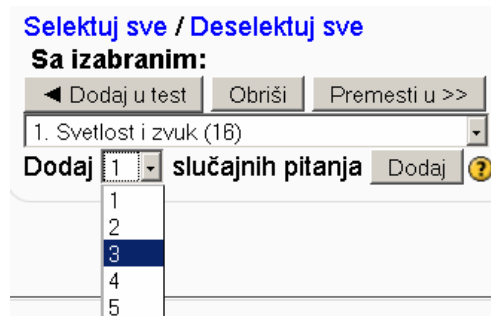 Selektuj sve / Deselektuj sve
Sa izabranim:
◄ Dodaj u test Obriši Premesti u >>
1. Svetlost i zvuk (16)
Dodaj 1 slučajnih pitanja Dodaj ?
1
2
3
4
5